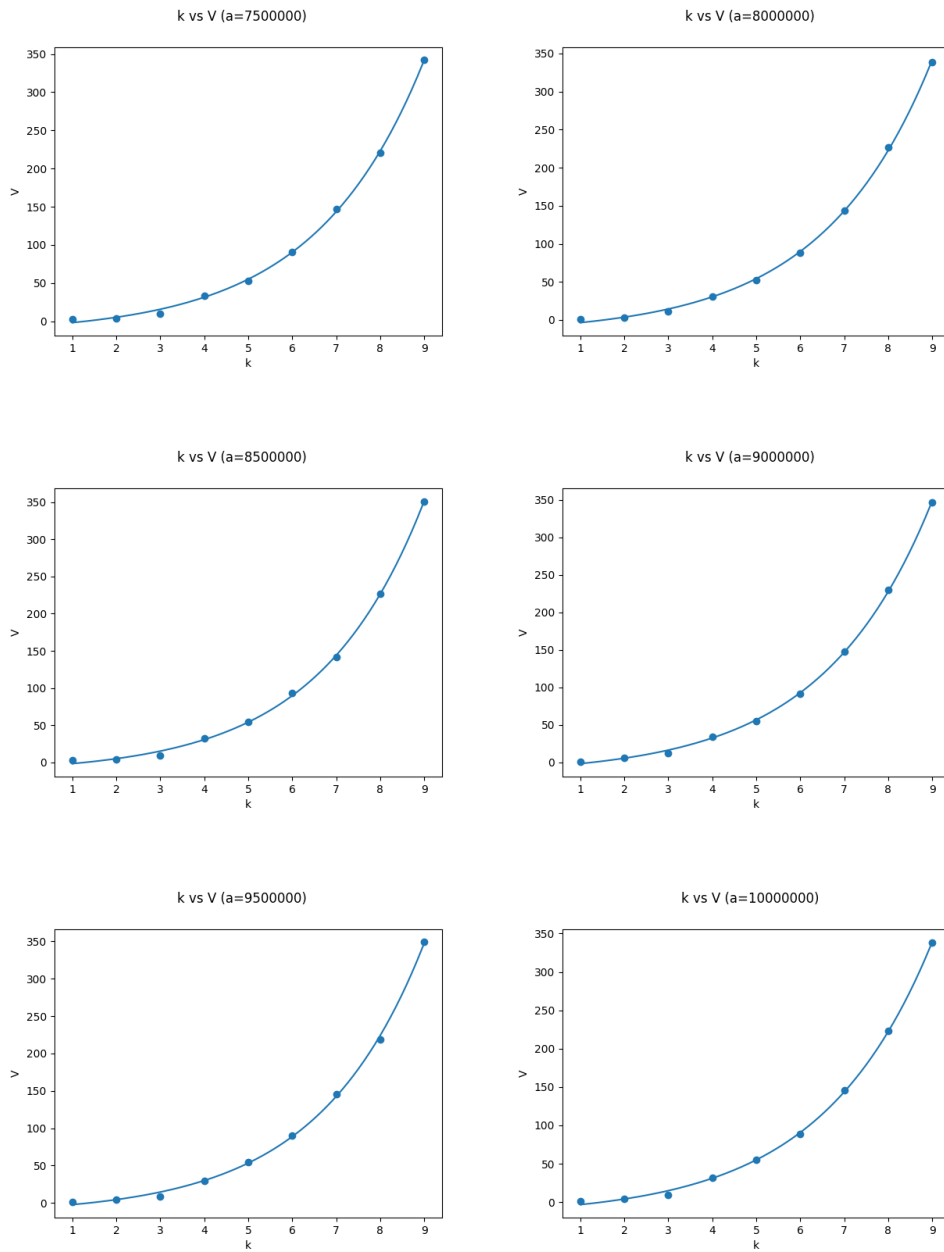 k vs V (a=7500000)
350
300
250
200
150
100
50
0
V
1 2 3 4 5 6 7 8 9
k
k vs V (a=8000000)
350
300
250
200
150
100
50
0
V
1 2 3 4 5 6 7 8 9
k
k vs V (a=8500000)
350
300
250
200
150
100
50
0
V
1 2 3 4 5 6 7 8 9
k
k vs V (a=9000000)
350
300
250
200
150
100
50
0
V
1 2 3 4 5 6 7 8 9
k
k vs V (a=9500000)
350
300
250
200
150
100
50
0
V
1 2 3 4 5 6 7 8 9
k
k vs V (a=10000000)
350
300
250
200
150
100
50
0
V
1 2 3 4 5 6 7 8 9
k